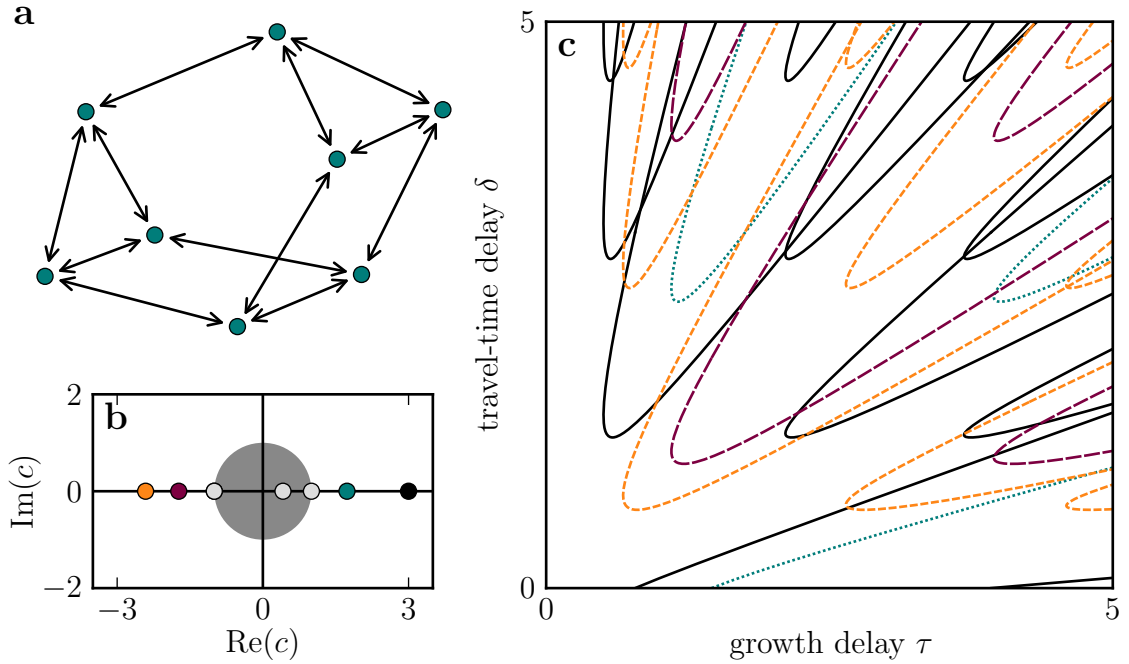 a
b
2
0
−2
Im(c)
−3
0
3
Re(c)
c
5
0
travel-time delay δ
0
5
growth delay τ